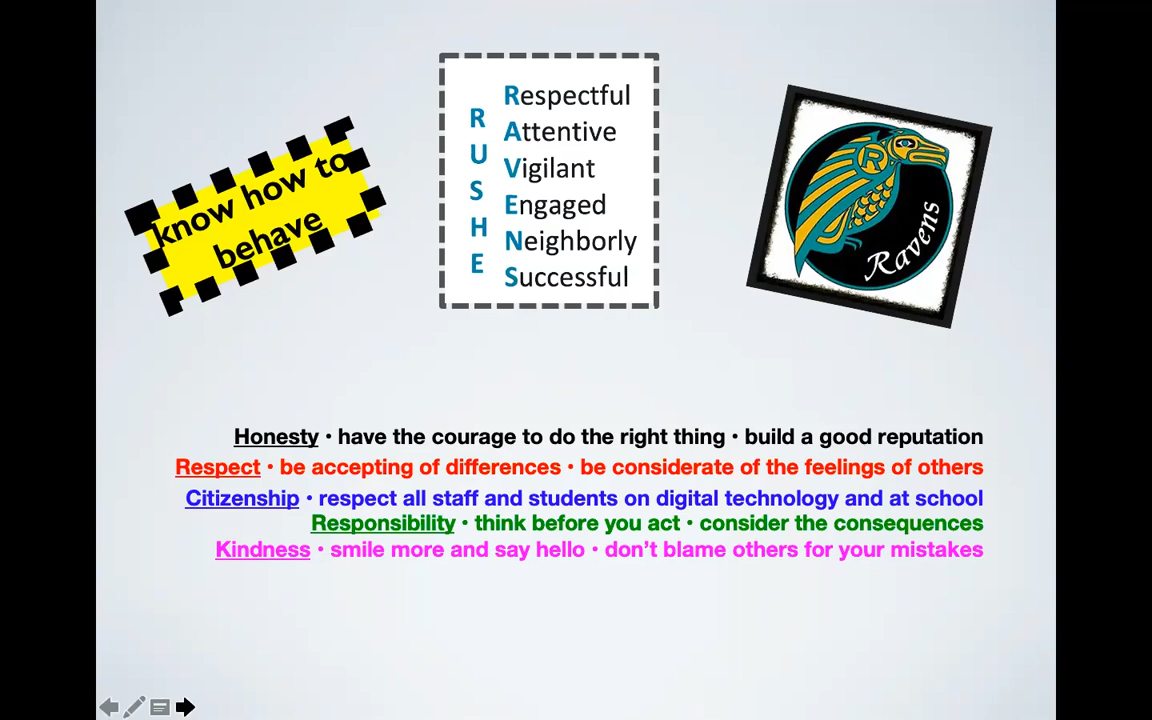 know how to
behave
RUSHE
Respectful
Attentive
Vigilant
Engaged
Neighborly
Successful
R
Ravens
Honesty • have the courage to do the right thing • build a good reputation
Respect • be accepting of differences • be considerate of the feelings of others
Citizenship • respect all staff and students on digital technology and at school
Responsibility • think before you act • consider the consequences
Kindness • smile more and say hello • don’t blame others for your mistakes